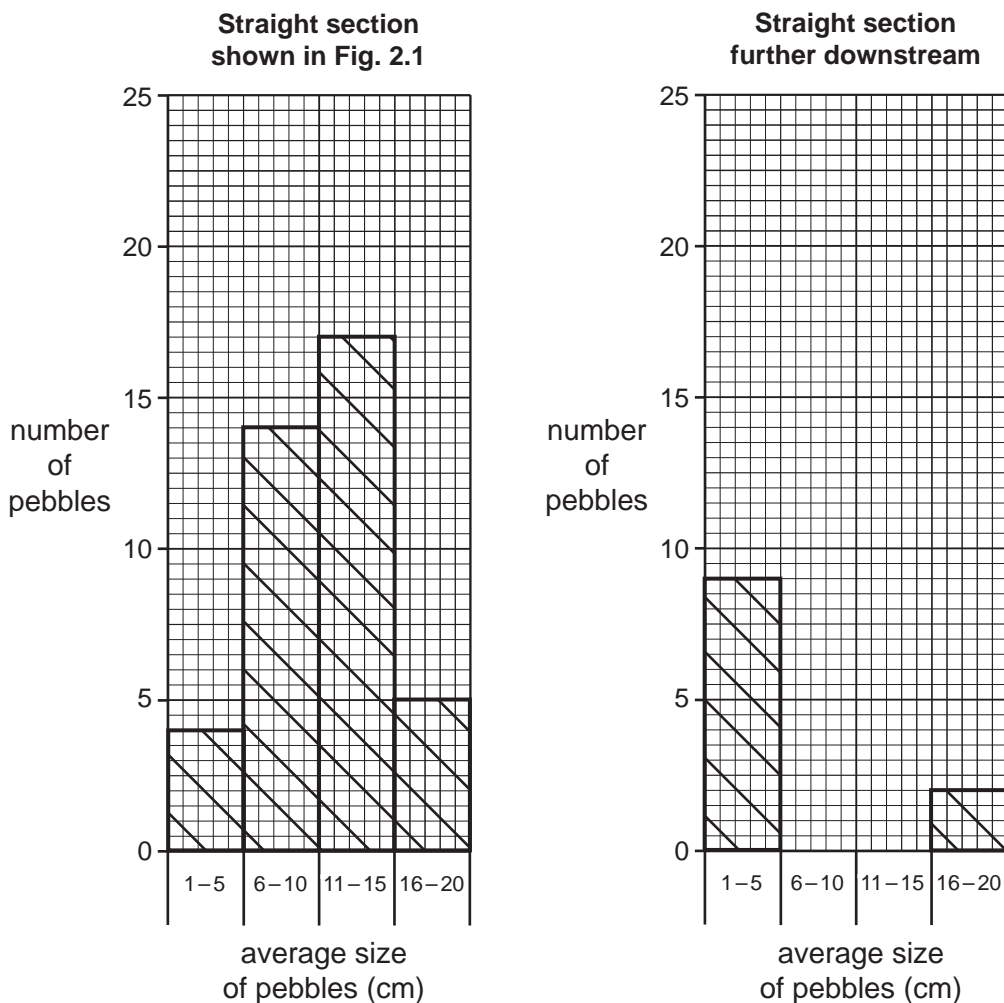 Straight section
shown in Fig. 2.1
25
20
15
10
5
0
number
of
pebbles
1–5 6–10 11–15 16–20
average size
of pebbles (cm)
Straight section
further downstream
25
20
15
10
5
0
number
of
pebbles
1–5 6–10 11–15 16–20
average size
of pebbles (cm)